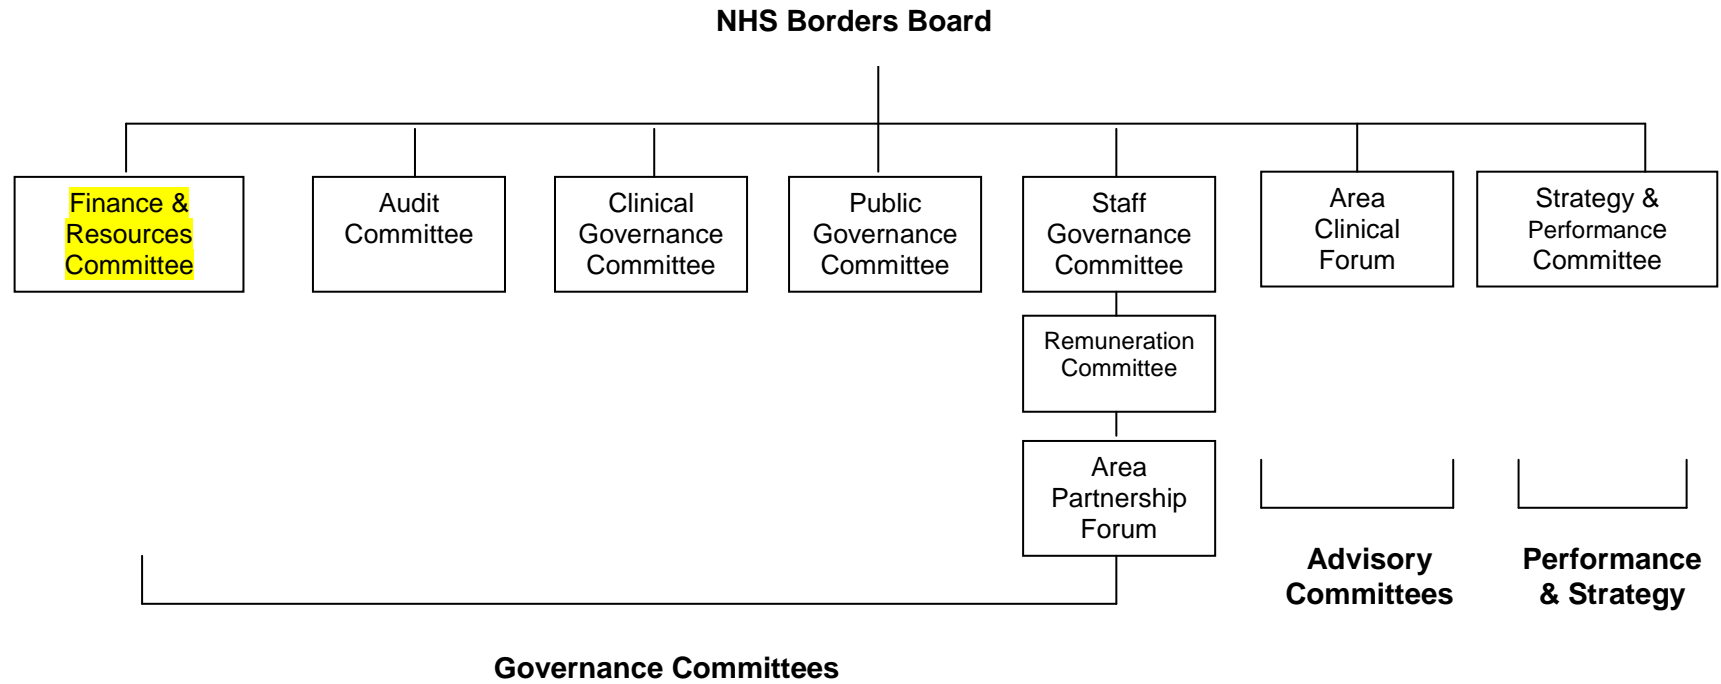 NHS Borders Board
Finance &
Resources
Committee
Audit
Committee
Clinical
Governance
Committee
Public
Governance
Committee
Staff
Governance
Committee
Area
Clinical
Forum
Strategy &
Performance
Committee
Remuneration
Committee
Area
Partnership
Forum
Advisory
Committees
Performance
& Strategy
Governance Committees